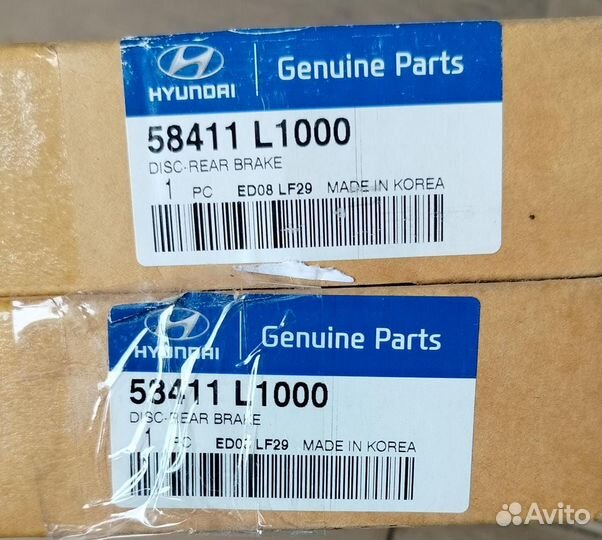 HYUNDAI
Genuine Parts
58411 L1000
DISC-REAR BRAKE
1 PC ED08 LF29 MADE IN KOREA
HYUNDAI
Genuine Parts
58411 L1000
DISC-REAR BRAKE
1 PC ED08 LF29 MADE IN KOREA
Avito